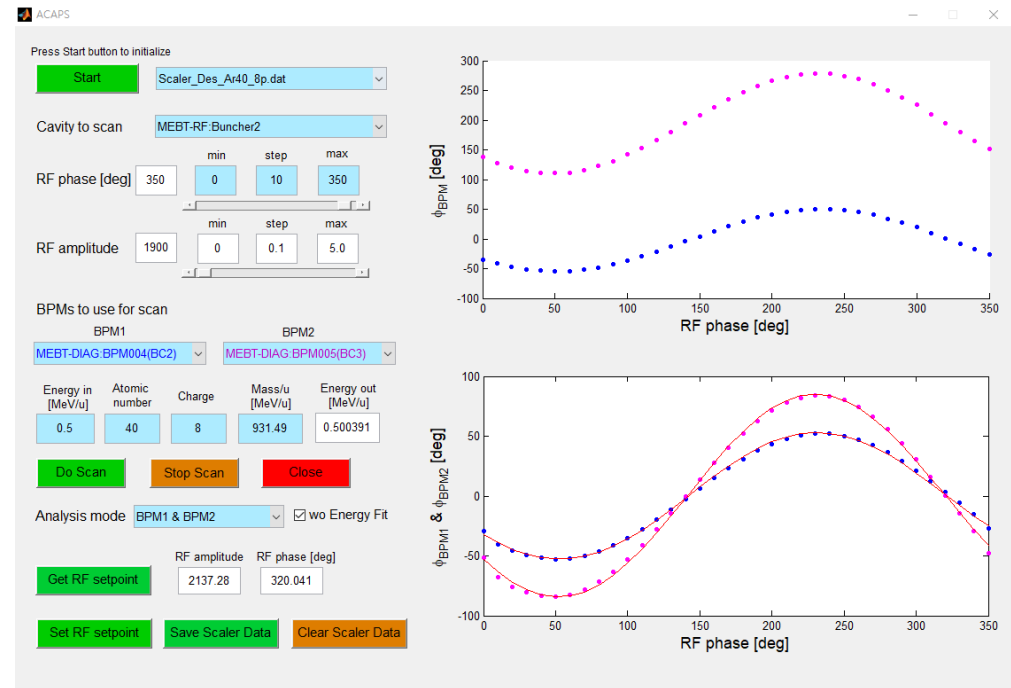 ACAPS
Press Start button to initialize
Start
Scaler_Des_Ar40_8p.dat
Cavity to scan
MEBT-RF:Buncher2
min step max
RF phase [deg] 350 0 10 350
min step max
RF amplitude 1900 0 0.1 5.0
BPMs to use for scan
BPM1 BPM2
MEBT-DIAG:BPM004(BC2) MEBT-DIAG:BPM005(BC3)
Energy in Atomic Charge Mass/u Energy out
[MeV/u] number [MeV/u] [MeV/u]
0.5 40 8 931.49 0.500391
Do Scan Stop Scan Close
Analysis mode BPM1 & BPM2 wo Energy Fit
RF amplitude RF phase [deg]
Get RF setpoint 2137.28 320.041
Set RF setpoint Save Scaler Data Clear Scaler Data
300
250
200
150
100
50
0
-50
-100
ϕBPM [deg]
0 50 100 150 200 250 300 350
RF phase [deg]
100
50
0
-50
-100
ϕBPM1 & ϕBPM2 [deg]
0 50 100 150 200 250 300 350
RF phase [deg]